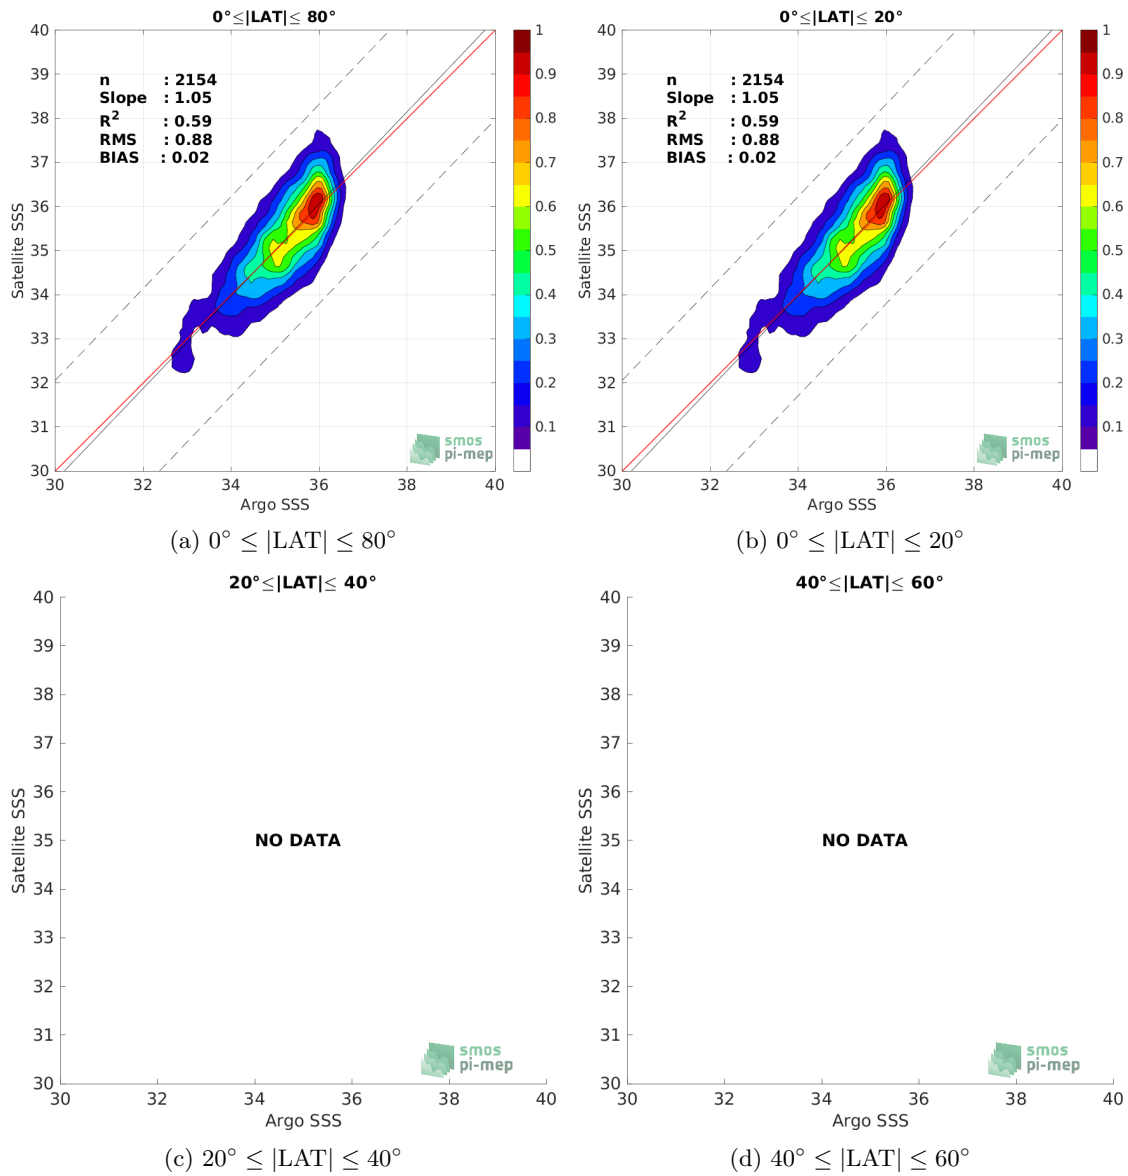 0°≤|LAT|≤ 80°
40
39
38
37
36
35
34
33
32
31
30
Satellite SSS
n : 2154
Slope : 1.05
R² : 0.59
RMS : 0.88
BIAS : 0.02
smos
pi-mep
30 32 34 36 38 40
Argo SSS
1
0.9
0.8
0.7
0.6
0.5
0.4
0.3
0.2
0.1
(a) 0° ≤ |LAT| ≤ 80°
0°≤|LAT|≤ 20°
40
39
38
37
36
35
34
33
32
31
30
Satellite SSS
n : 2154
Slope : 1.05
R² : 0.59
RMS : 0.88
BIAS : 0.02
smos
pi-mep
30 32 34 36 38 40
Argo SSS
1
0.9
0.8
0.7
0.6
0.5
0.4
0.3
0.2
0.1
(b) 0° ≤ |LAT| ≤ 20°
20°≤|LAT|≤ 40°
40
39
38
37
36
35
34
33
32
31
30
Satellite SSS
NO DATA
smos
pi-mep
30 32 34 36 38 40
Argo SSS
(c) 20° ≤ |LAT| ≤ 40°
40°≤|LAT|≤ 60°
40
39
38
37
36
35
34
33
32
31
30
Satellite SSS
NO DATA
smos
pi-mep
30 32 34 36 38 40
Argo SSS
(d) 40° ≤ |LAT| ≤ 60°